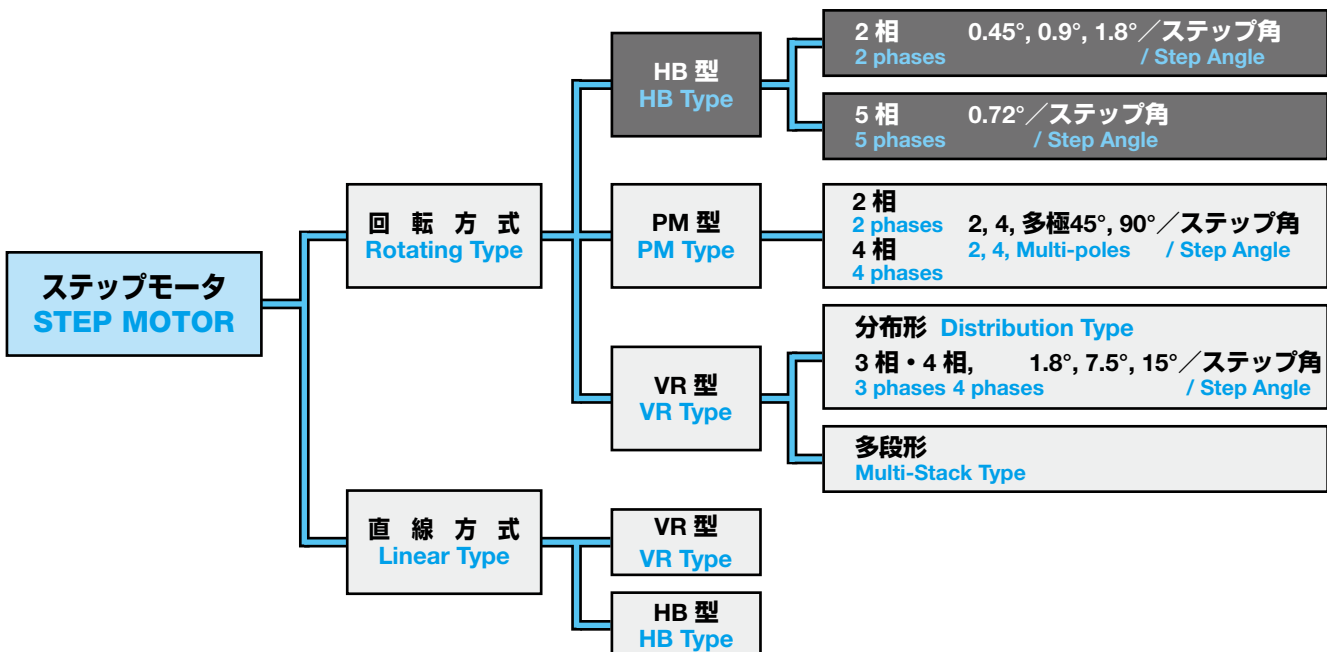 ステップモータ
STEP MOTOR
回 転 方 式
Rotating Type
HB 型
HB Type
2 相 0.45°, 0.9°, 1.8°／ステップ角
2 phases / Step Angle
5 相 0.72°／ステップ角
5 phases / Step Angle
PM 型
PM Type
2 相
2 phases 2, 4, 多極45°, 90°／ステップ角
4 相 2, 4, Multi-poles / Step Angle
4 phases
VR 型
VR Type
分布形 Distribution Type
3 相・4 相, 1.8°, 7.5°, 15°／ステップ角
3 phases 4 phases / Step Angle
多段形
Multi-Stack Type
直 線 方 式
Linear Type
VR 型
VR Type
HB 型
HB Type